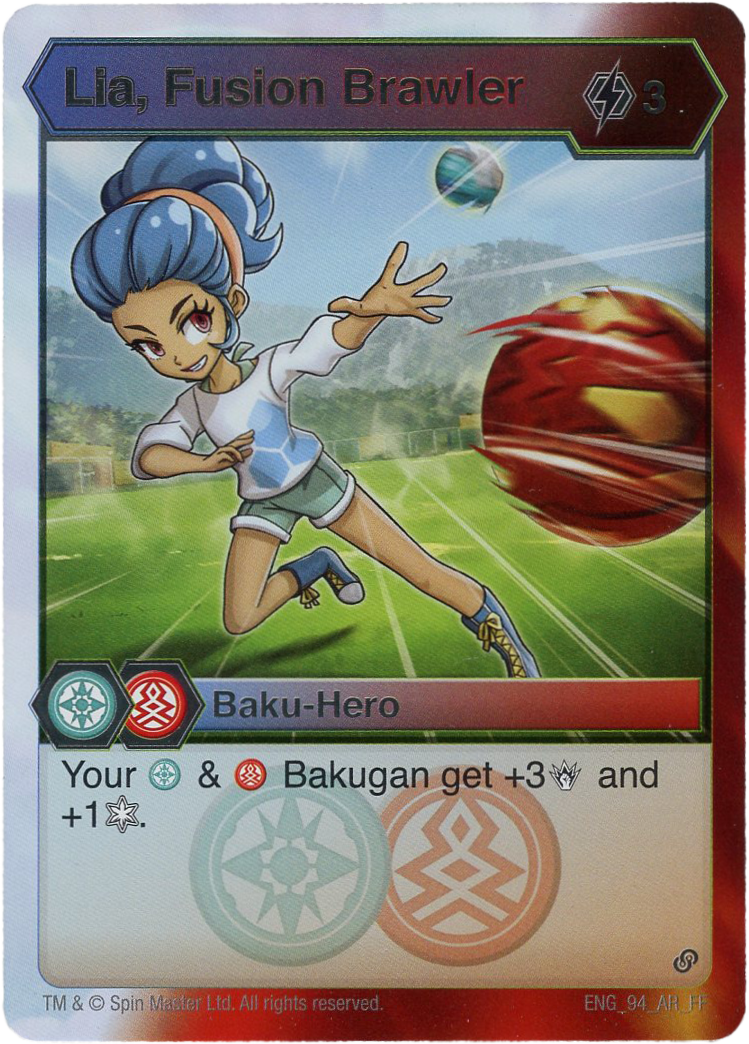 Lia, Fusion Brawler
3
Baku-Hero
Your & Bakugan get +3 and
+1.
TM & © Spin Master Ltd. All rights reserved.
ENG_94_AR_FF